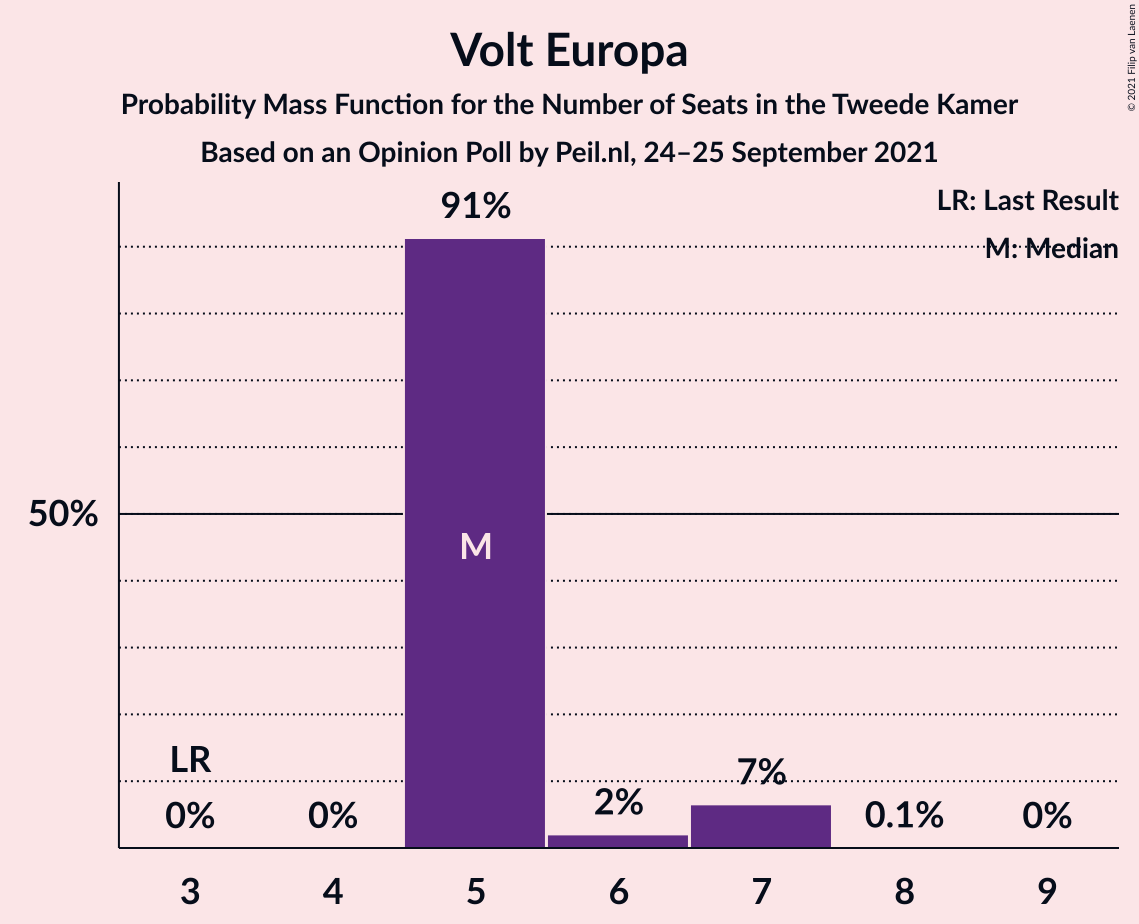 Volt Europa
Probability Mass Function for the Number of Seats in the Tweede Kamer
Based on an Opinion Poll by Peil.nl, 24–25 September 2021
© 2021 Filip van Laenen
LR: Last Result
M: Median
91%
50%
M
LR
0%
0%
2%
7%
0.1%
0%
3 4 5 6 7 8 9